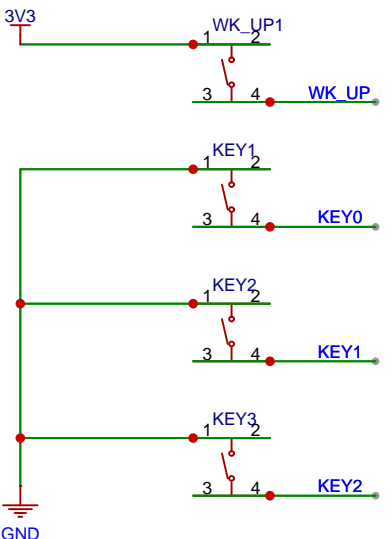 3V3
WK_UP1
1 2
3 4 WK_UP
KEY1
1 2
3 4 KEY0
KEY2
1 2
3 4 KEY1
KEY3
1 2
3 4 KEY2
GND